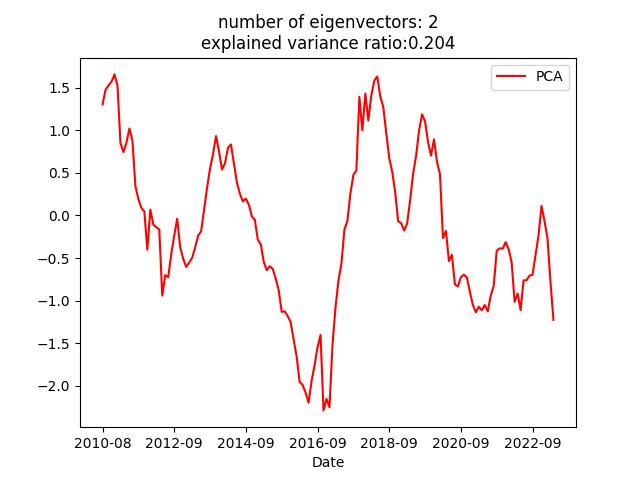 number of eigenvectors: 2
explained variance ratio:0.204
PCA
1.5
1.0
0.5
0.0
−0.5
−1.0
−1.5
−2.0
2010-08 2012-09 2014-09 2016-09 2018-09 2020-09 2022-09
Date